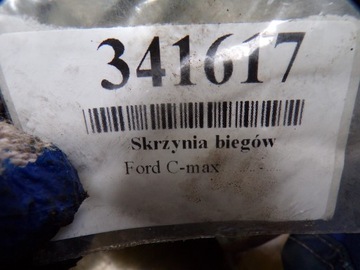 341617
Skrzynia biegów
Ford C-max